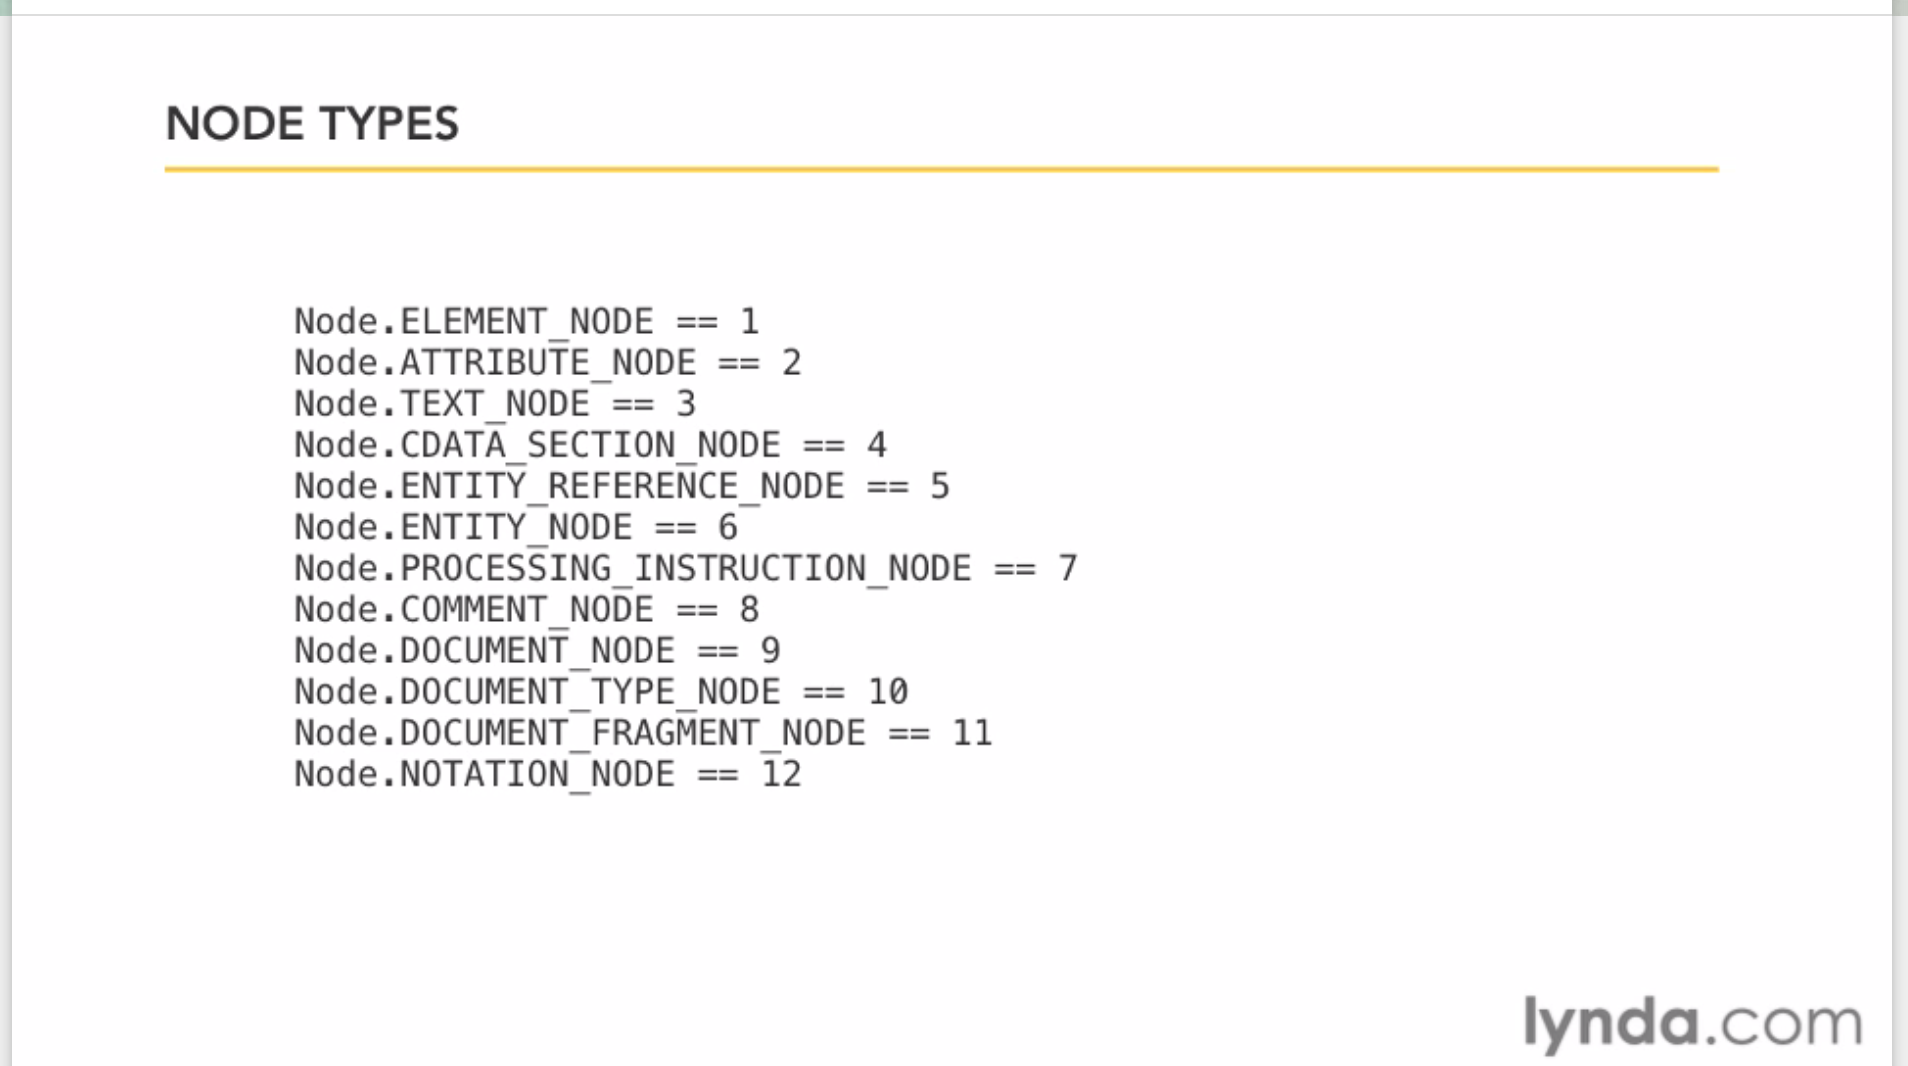 NODE TYPES
Node.ELEMENT_NODE == 1
Node.ATTRIBUTE_NODE == 2
Node.TEXT_NODE == 3
Node.CDATA_SECTION_NODE == 4
Node.ENTITY_REFERENCE_NODE == 5
Node.ENTITY_NODE == 6
Node.PROCESSING_INSTRUCTION_NODE == 7
Node.COMMENT_NODE == 8
Node.DOCUMENT_NODE == 9
Node.DOCUMENT_TYPE_NODE == 10
Node.DOCUMENT_FRAGMENT_NODE == 11
Node.NOTATION_NODE == 12
lynda.com